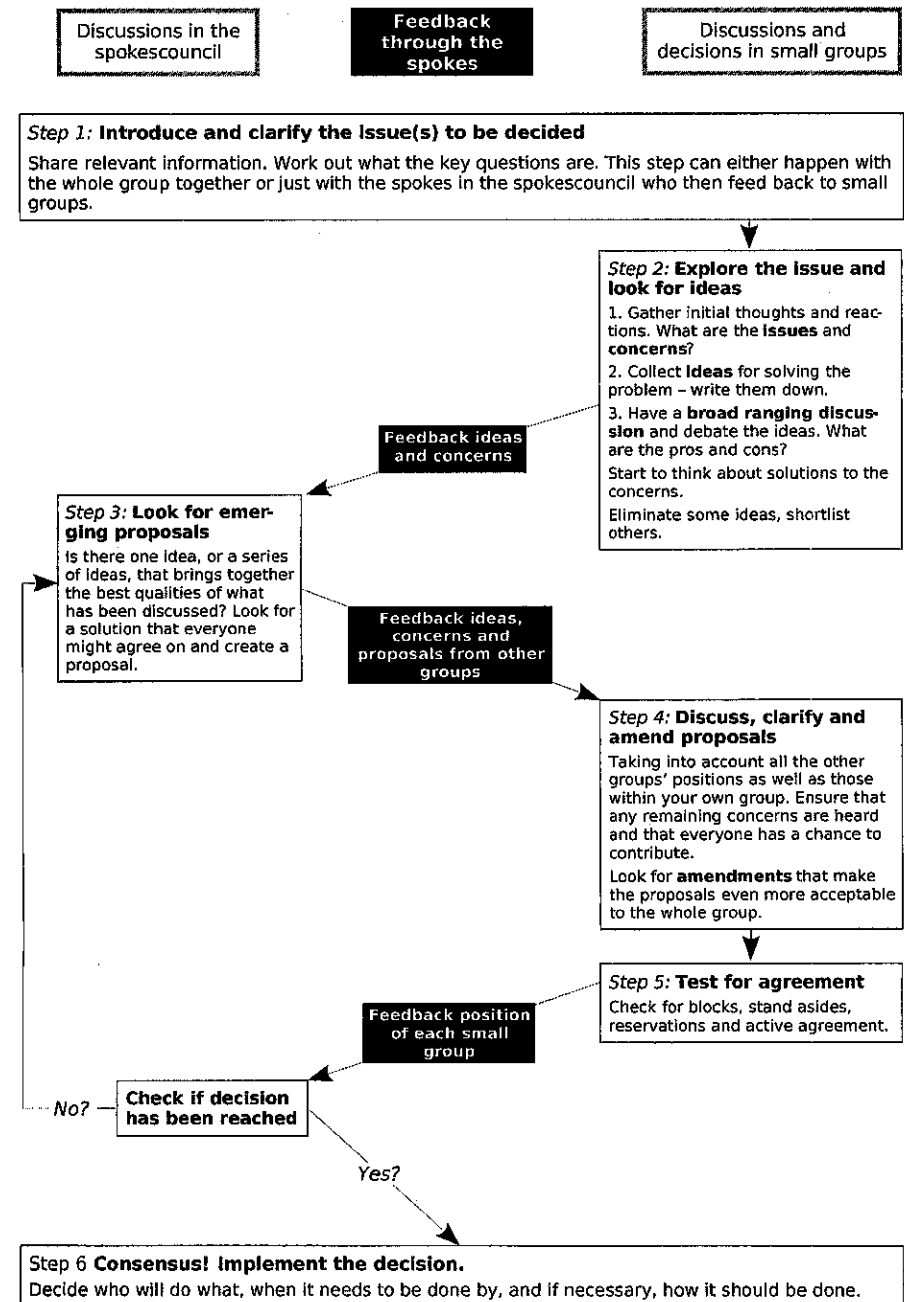 Discussions in the
spokescouncil
Feedback
through the
spokes
Discussions and
decisions in small groups
Step 1: Introduce and clarify the issue(s) to be decided
Share relevant information. Work out what the key questions are. This step can either happen with
the whole group together or just with the spokes in the spokescouncil who then feed back to small
groups.
Step 2: Explore the issue and
look for ideas
1. Gather initial thoughts and reac-
tions. What are the issues and
concerns?
2. Collect ideas for solving the
problem – write them down.
3. Have a broad ranging discus-
sion and debate the ideas. What
are the pros and cons?
Start to think about solutions to the
concerns.
Eliminate some ideas, shortlist
others.
Feedback ideas
and concerns
Step 3: Look for emer-
ging proposals
Is there one idea, or a series
of ideas, that brings together
the best qualities of what
has been discussed? Look for
a solution that everyone
might agree on and create a
proposal.
Feedback ideas,
concerns and
proposals from other
groups
Step 4: Discuss, clarify and
amend proposals
Taking into account all the other
groups' positions as well as those
within your own group. Ensure that
any remaining concerns are heard
and that everyone has a chance to
contribute.
Look for amendments that make
the proposals even more acceptable
to the whole group.
Step 5: Test for agreement
Check for blocks, stand asides,
reservations and active agreement.
Feedback position
of each small
group
Check if decision
has been reached
No?
Yes?
Step 6 Consensus! Implement the decision.
Decide who will do what, when it needs to be done by, and if necessary, how it should be done.